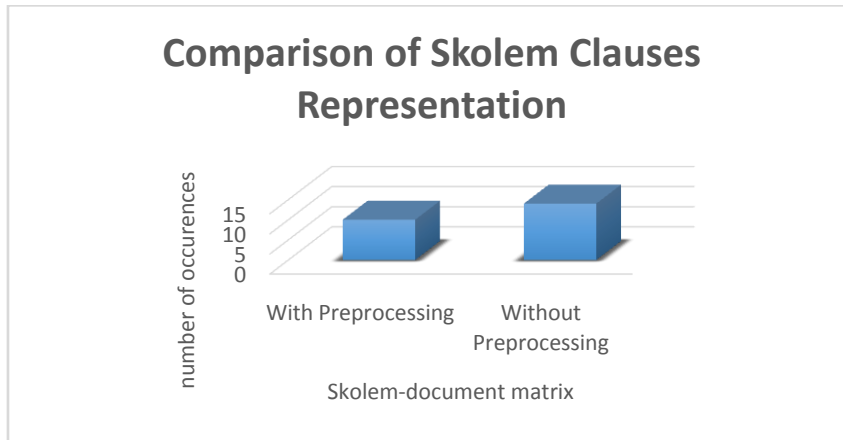 Comparison of Skolem Clauses
Representation
number of occurences
15
10
5
0
With Preprocessing
Without
Preprocessing
Skolem-document matrix